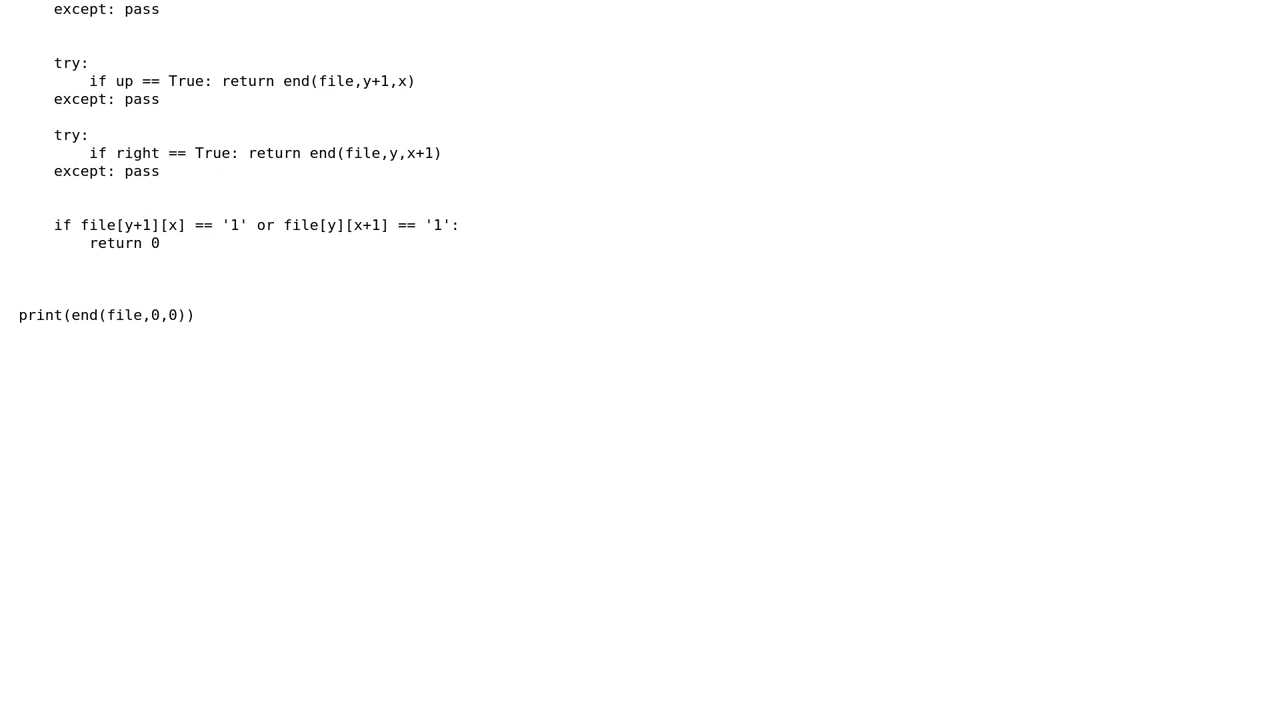 except: pass
try:
if up == True: return end(file,y+1,x)
except: pass
try:
if right == True: return end(file,y,x+1)
except: pass
if file[y+1][x] == '1' or file[y][x+1] == '1':
return 0
print(end(file,0,0))